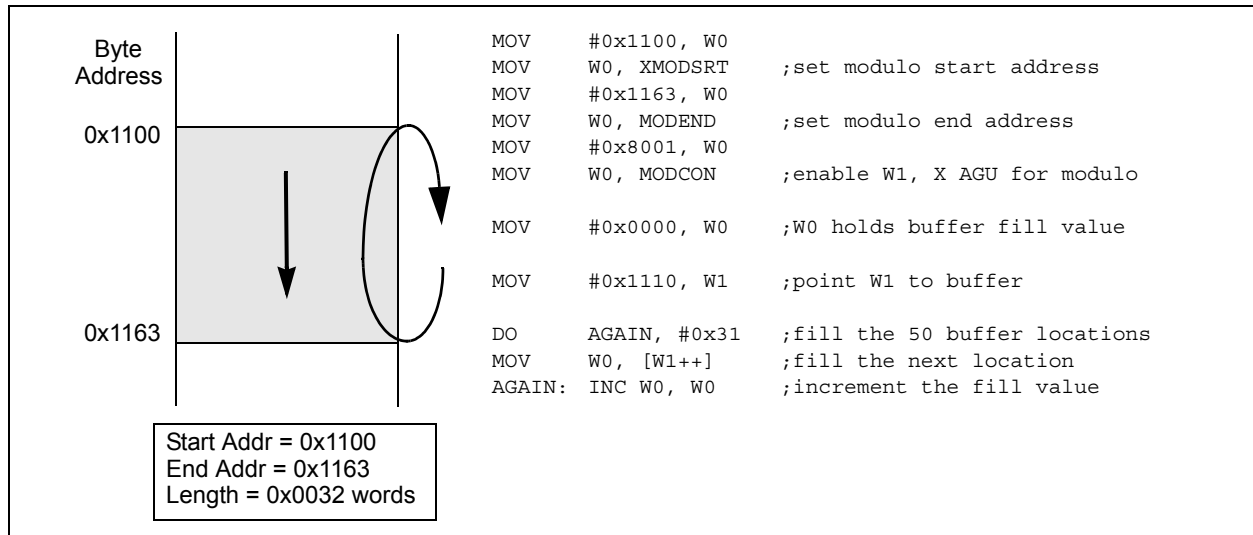 Byte
Address
0x1100
0x1163
Start Addr = 0x1100
End Addr = 0x1163
Length = 0x0032 words
MOV #0x1100, W0
MOV W0, XMODSRT ;set modulo start address
MOV #0x1163, W0
MOV W0, MODEND ;set modulo end address
MOV #0x8001, W0
MOV W0, MODCON ;enable W1, X AGU for modulo
MOV #0x0000, W0 ;W0 holds buffer fill value
MOV #0x1110, W1 ;point W1 to buffer
DO AGAIN, #0x31 ;fill the 50 buffer locations
MOV W0, [W1++] ;fill the next location
AGAIN: INC W0, W0 ;increment the fill value